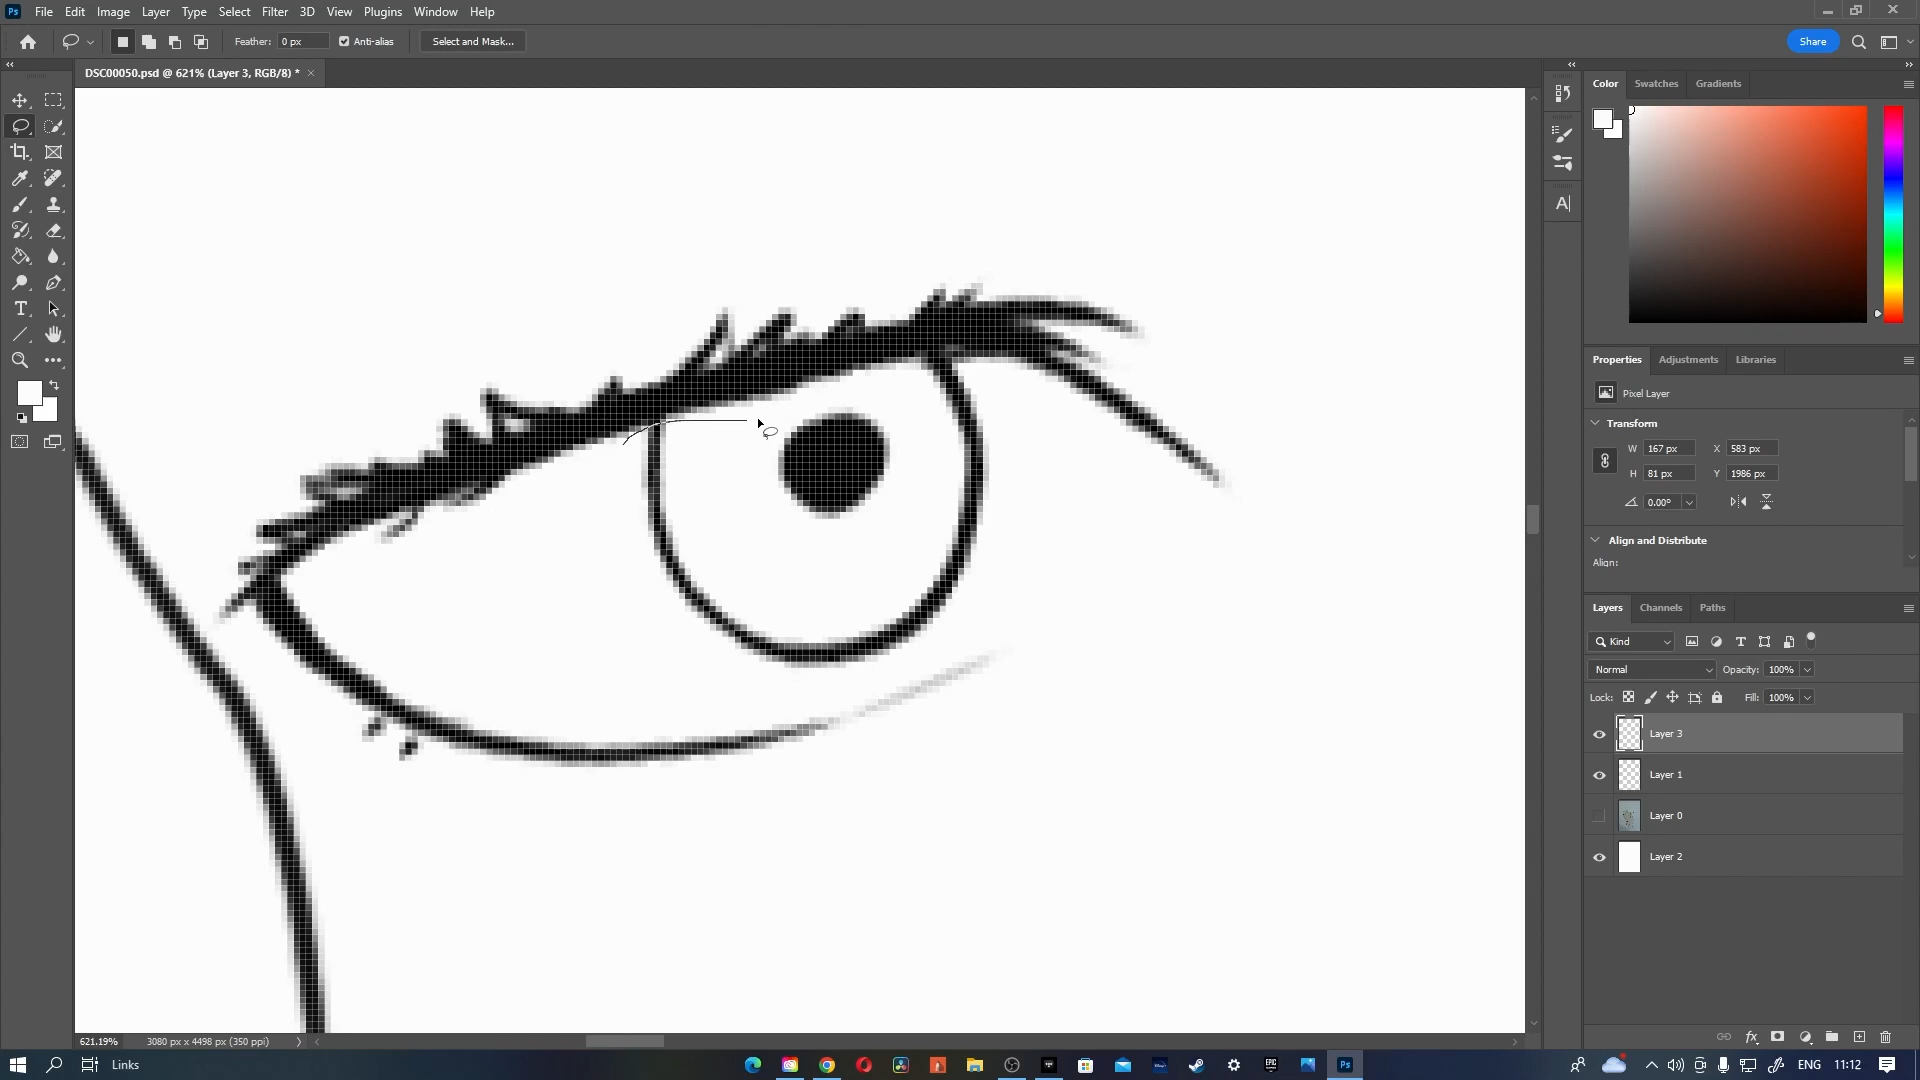 Ps File Edit Image Layer Type Select Filter 3D View Plugins Window Help
Feather: 0 px Anti-alias Select and Mask... Share
DSC00050.psd @ 621% (Layer 3, RGB/8) * ×
Color Swatches Gradients
Properties Adjustments Libraries
Pixel Layer
Transform
W 167 px X 583 px
H 81 px Y 1986 px
0.00°
Align and Distribute
Align:
Layers Channels Paths
Kind
Normal Opacity: 100%
Lock: Fill: 100%
Layer 3
Layer 1
Layer 0
Layer 2
621.19% 3080 px x 4498 px (350 ppi)
Links Ps ENG 11:12